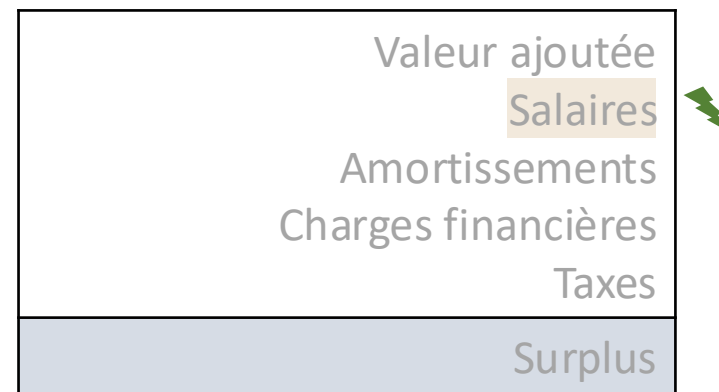 Valeur ajoutée
Salaires
Amortissements
Charges financières
Taxes
Surplus